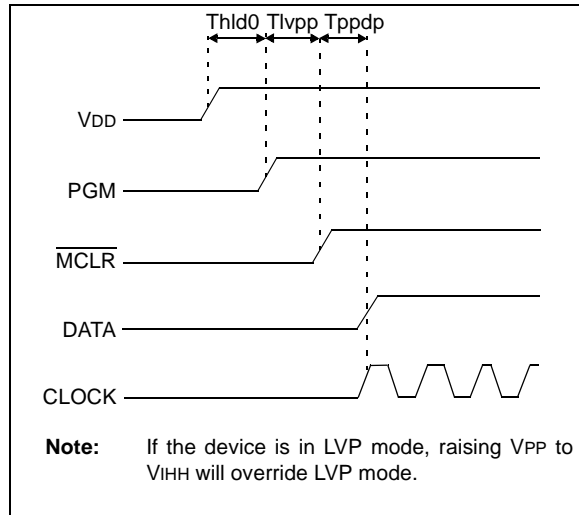 Thld0 Tlvpp Tppdp
VDD
PGM
MCLR
DATA
CLOCK
Note: If the device is in LVP mode, raising VPP to
VIHH will override LVP mode.